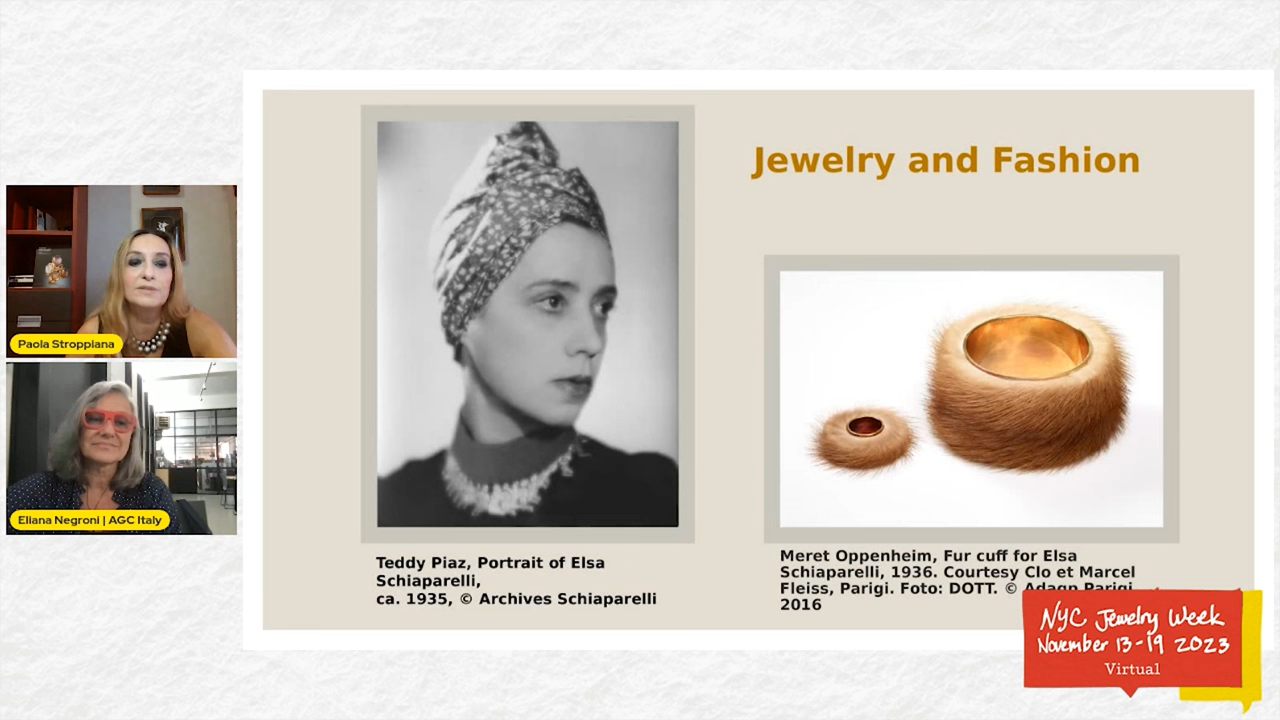 Jewelry and Fashion
Paola Stroppiana
Eliana Negroni | AGC Italy
Teddy Piaz, Portrait of Elsa
Schiaparelli,
ca. 1935, © Archives Schiaparelli
Meret Oppenheim, Fur cuff for Elsa
Schiaparelli, 1936. Courtesy Clo et Marcel
Fleiss, Parigi. Foto: DOTT. © Adagp Parigi
2016
NYC Jewelry Week
November 13-19 2023
Virtual